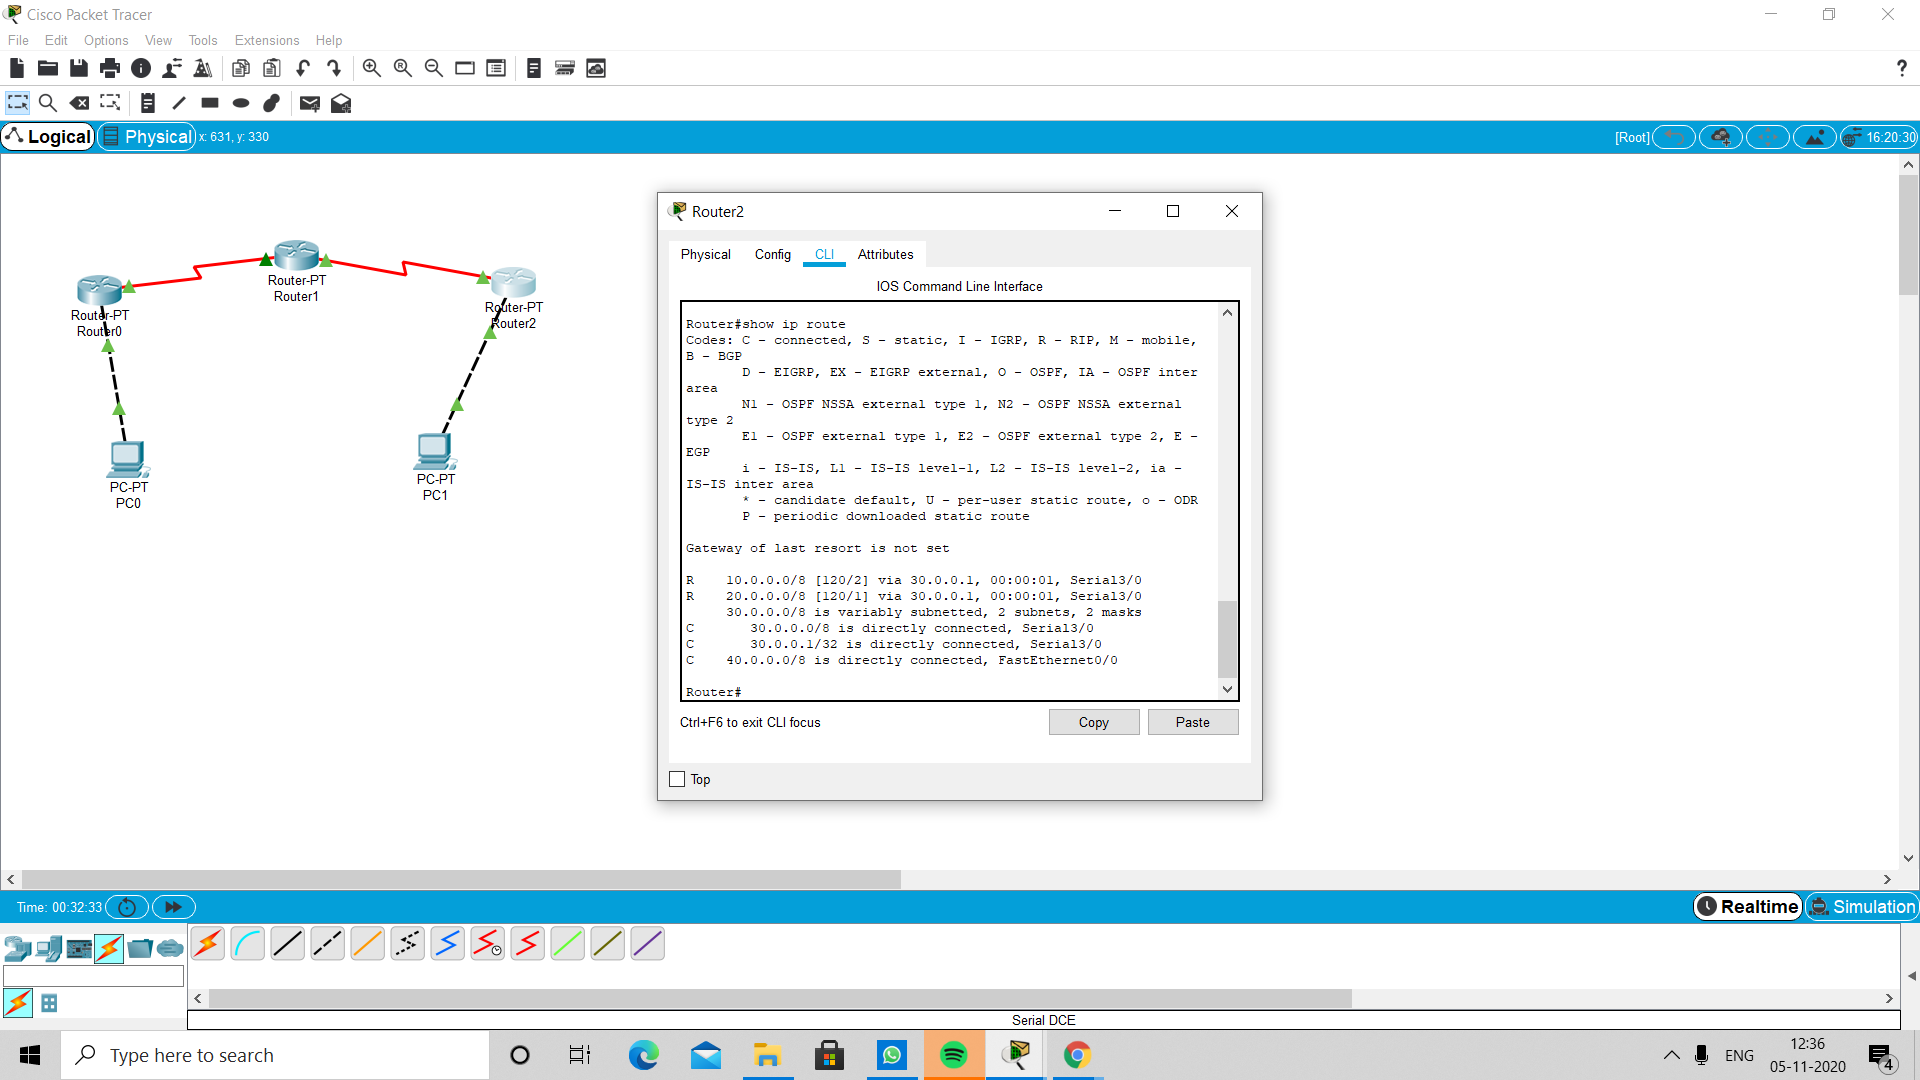 Cisco Packet Tracer
File Edit Options View Tools Extensions Help
?
Logical Physical x: 631, y: 330 [Root] 16:20:30
Router-PT
Router0
Router-PT
Router1
Router-PT
Router2
PC-PT
PC0
PC-PT
PC1
Router2
Physical Config CLI Attributes
IOS Command Line Interface
Router#show ip route
Codes: C - connected, S - static, I - IGRP, R - RIP, M - mobile,
B - BGP
D - EIGRP, EX - EIGRP external, O - OSPF, IA - OSPF inter
area
N1 - OSPF NSSA external type 1, N2 - OSPF NSSA external
type 2
E1 - OSPF external type 1, E2 - OSPF external type 2, E -
EGP
i - IS-IS, L1 - IS-IS level-1, L2 - IS-IS level-2, ia -
IS-IS inter area
* - candidate default, U - per-user static route, o - ODR
P - periodic downloaded static route
Gateway of last resort is not set
R 10.0.0.0/8 [120/2] via 30.0.0.1, 00:00:01, Serial3/0
R 20.0.0.0/8 [120/1] via 30.0.0.1, 00:00:01, Serial3/0
30.0.0.0/8 is variably subnetted, 2 subnets, 2 masks
C 30.0.0.0/8 is directly connected, Serial3/0
C 30.0.0.1/32 is directly connected, Serial3/0
C 40.0.0.0/8 is directly connected, FastEthernet0/0
Router#
Ctrl+F6 to exit CLI focus Copy Paste
Top
Time: 00:32:33 Realtime Simulation
Serial DCE
Type here to search
ENG
12:36
05-11-2020
4